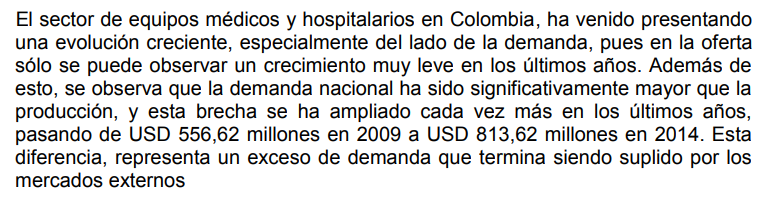 El sector de equipos médicos y hospitalarios en Colombia, ha venido presentando
una evolución creciente, especialmente del lado de la demanda, pues en la oferta
sólo se puede observar un crecimiento muy leve en los últimos años. Además de
esto, se observa que la demanda nacional ha sido significativamente mayor que la
producción, y esta brecha se ha ampliado cada vez más en los últimos años,
pasando de USD 556,62 millones en 2009 a USD 813,62 millones en 2014. Esta
diferencia, representa un exceso de demanda que termina siendo suplido por los
mercados externos